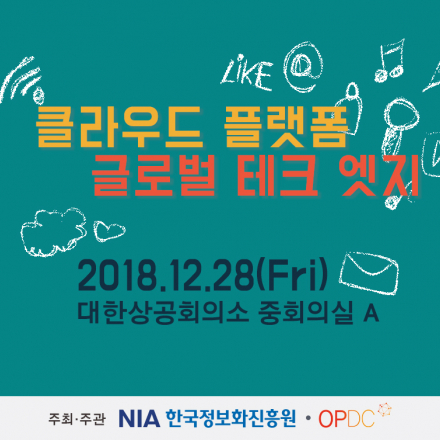 LIKE @
클라우드 플랫폼
글로벌 테크 엣지
2018.12.28(Fri)
대한상공회의소 중회의실 A
주최·주관 NIA 한국정보화진흥원 · OPDC